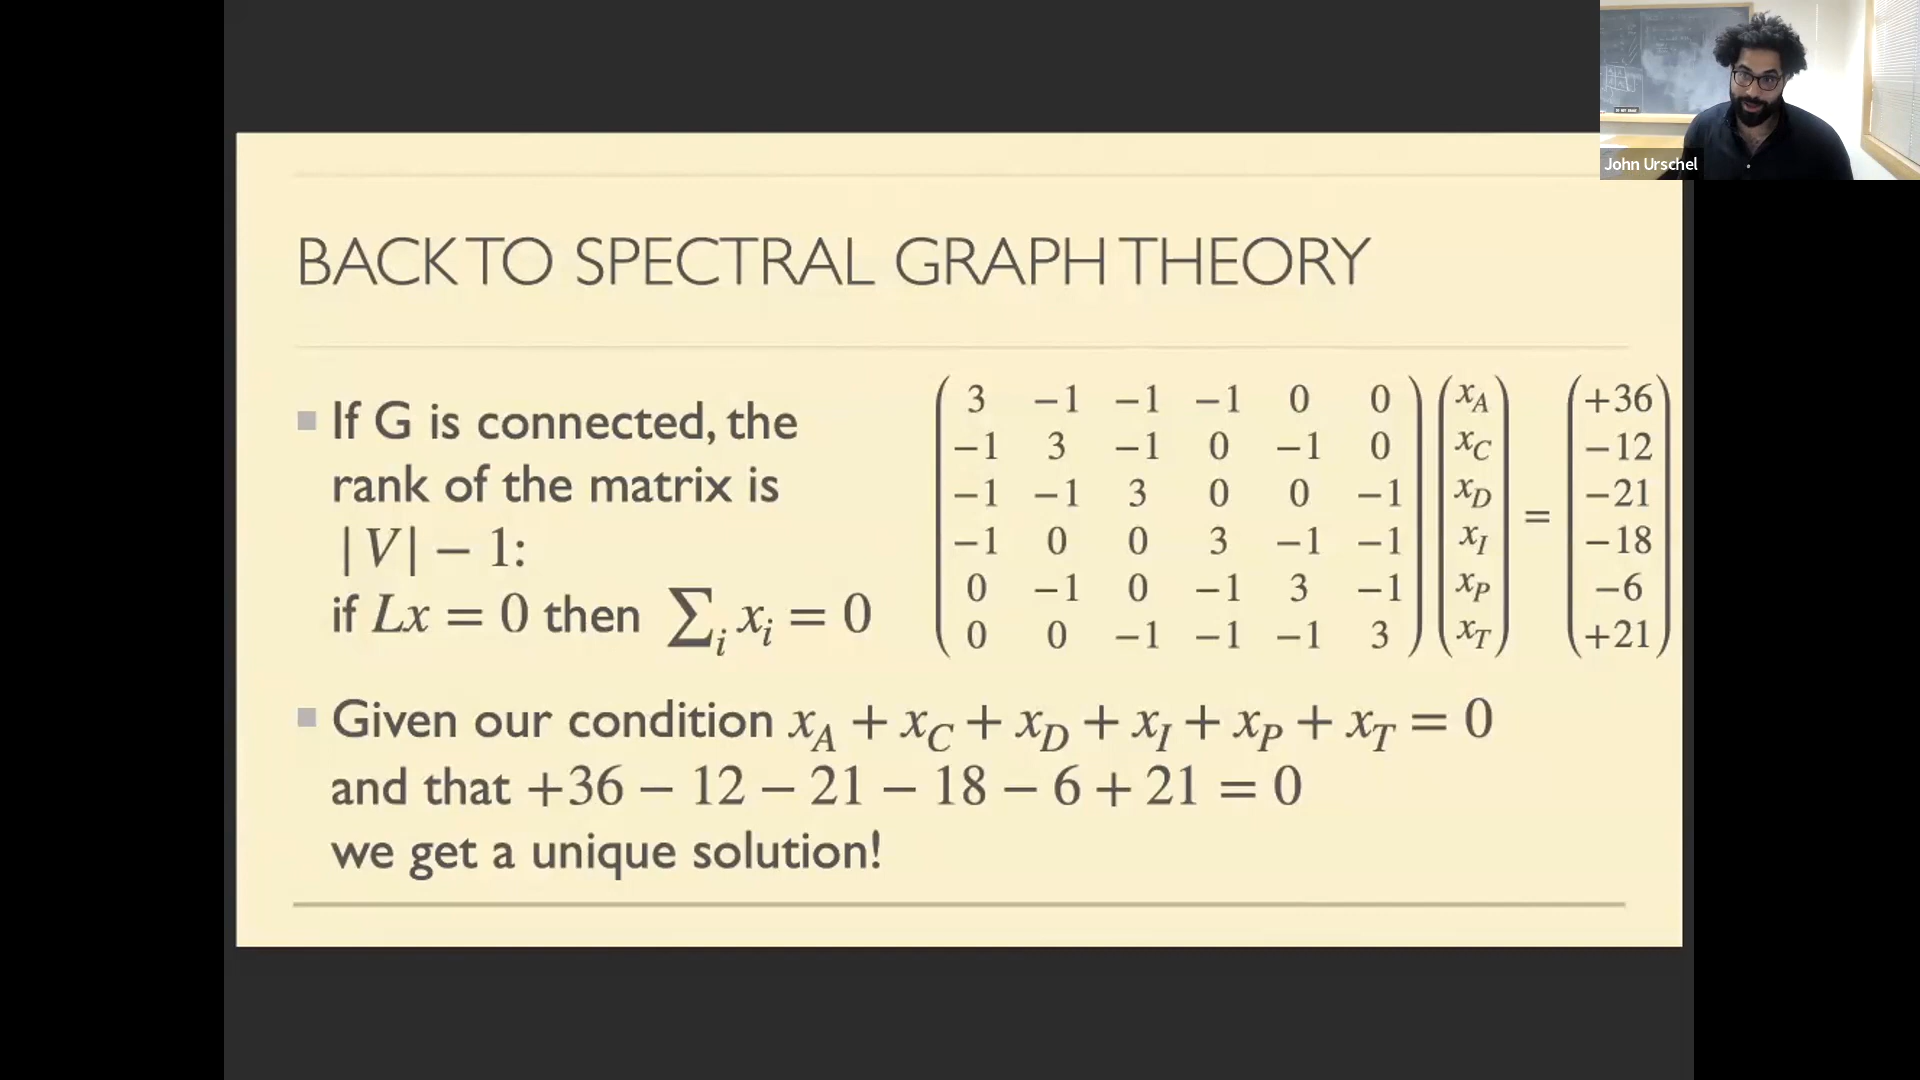 John Urschel
BACK TO SPECTRAL GRAPH THEORY
If G is connected, the
rank of the matrix is
|V| − 1:
if Lx = 0 then ∑ᵢ xᵢ = 0
3 −1 −1 −1 0 0 x_A +36
−1 3 −1 0 −1 0 x_C −12
−1 −1 3 0 0 −1 x_D −21
=
−1 0 0 3 −1 −1 x_I −18
0 −1 0 −1 3 −1 x_P −6
0 0 −1 −1 −1 3 x_T +21
Given our condition x_A + x_C + x_D + x_I + x_P + x_T = 0
and that +36 − 12 − 21 − 18 − 6 + 21 = 0
we get a unique solution!